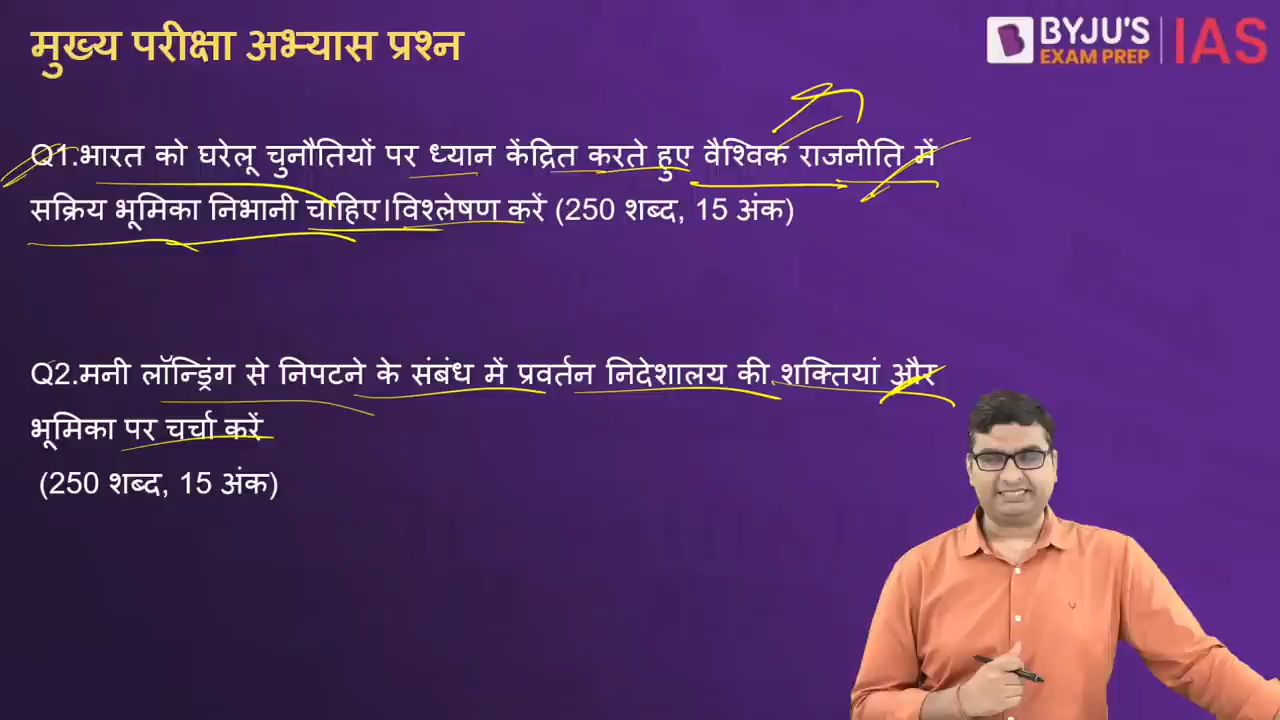 मुख्य परीक्षा अभ्यास प्रश्न
BYJU'S
EXAM PREP
IAS
Q1.भारत को घरेलू चुनौतियों पर ध्यान केंद्रित करते हुए वैश्विक राजनीति में
सक्रिय भूमिका निभानी चाहिए।विश्लेषण करें (250 शब्द, 15 अंक)
Q2.मनी लॉन्ड्रिंग से निपटने के संबंध में प्रवर्तन निदेशालय की शक्तियां और
भूमिका पर चर्चा करें
(250 शब्द, 15 अंक)